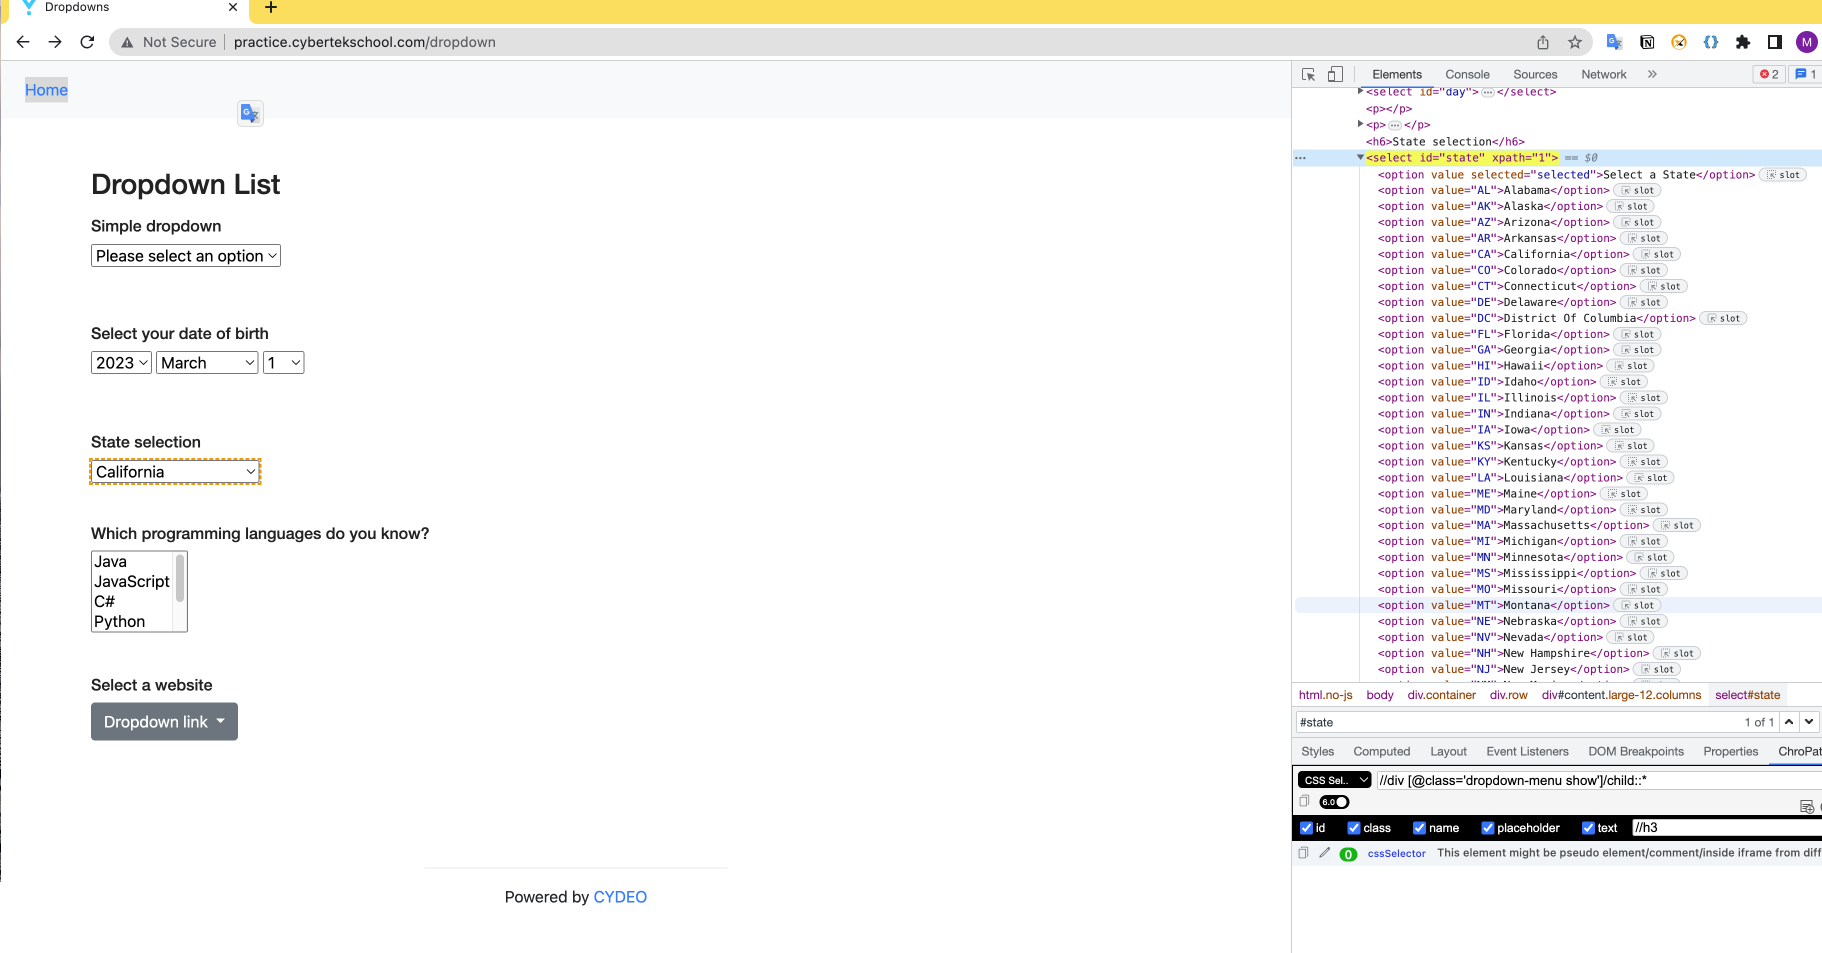 Dropdowns
Not Secure practice.cybertekschool.com/dropdown
M
Home
Dropdown List
Simple dropdown
Please select an option
Select your date of birth
2023 March 1
State selection
California
Which programming languages do you know?
Java
JavaScript
C#
Python
Select a website
Dropdown link
Powered by CYDEO
Elements Console Sources Network 2 1
<select id="day"> </select>
<p></p>
<p> </p>
<h6>State selection</h6>
<select id="state" xpath="1"> == $0
<option value selected="selected">Select a State</option> slot
<option value="AL">Alabama</option> slot
<option value="AK">Alaska</option> slot
<option value="AZ">Arizona</option> slot
<option value="AR">Arkansas</option> slot
<option value="CA">California</option> slot
<option value="CO">Colorado</option> slot
<option value="CT">Connecticut</option> slot
<option value="DE">Delaware</option> slot
<option value="DC">District Of Columbia</option> slot
<option value="FL">Florida</option> slot
<option value="GA">Georgia</option> slot
<option value="HI">Hawaii</option> slot
<option value="ID">Idaho</option> slot
<option value="IL">Illinois</option> slot
<option value="IN">Indiana</option> slot
<option value="IA">Iowa</option> slot
<option value="KS">Kansas</option> slot
<option value="KY">Kentucky</option> slot
<option value="LA">Louisiana</option> slot
<option value="ME">Maine</option> slot
<option value="MD">Maryland</option> slot
<option value="MA">Massachusetts</option> slot
<option value="MI">Michigan</option> slot
<option value="MN">Minnesota</option> slot
<option value="MS">Mississippi</option> slot
<option value="MO">Missouri</option> slot
<option value="MT">Montana</option> slot
<option value="NE">Nebraska</option> slot
<option value="NV">Nevada</option> slot
<option value="NH">New Hampshire</option> slot
<option value="NJ">New Jersey</option> slot
html.no-js body div.container div.row div#content.large-12.columns select#state
#state 1 of 1
Styles Computed Layout Event Listeners DOM Breakpoints Properties ChroPat
CSS Sel.. //div [@class='dropdown-menu show']/child::*
6.0
id class name placeholder text //h3
0 cssSelector This element might be pseudo element/comment/inside iframe from diff